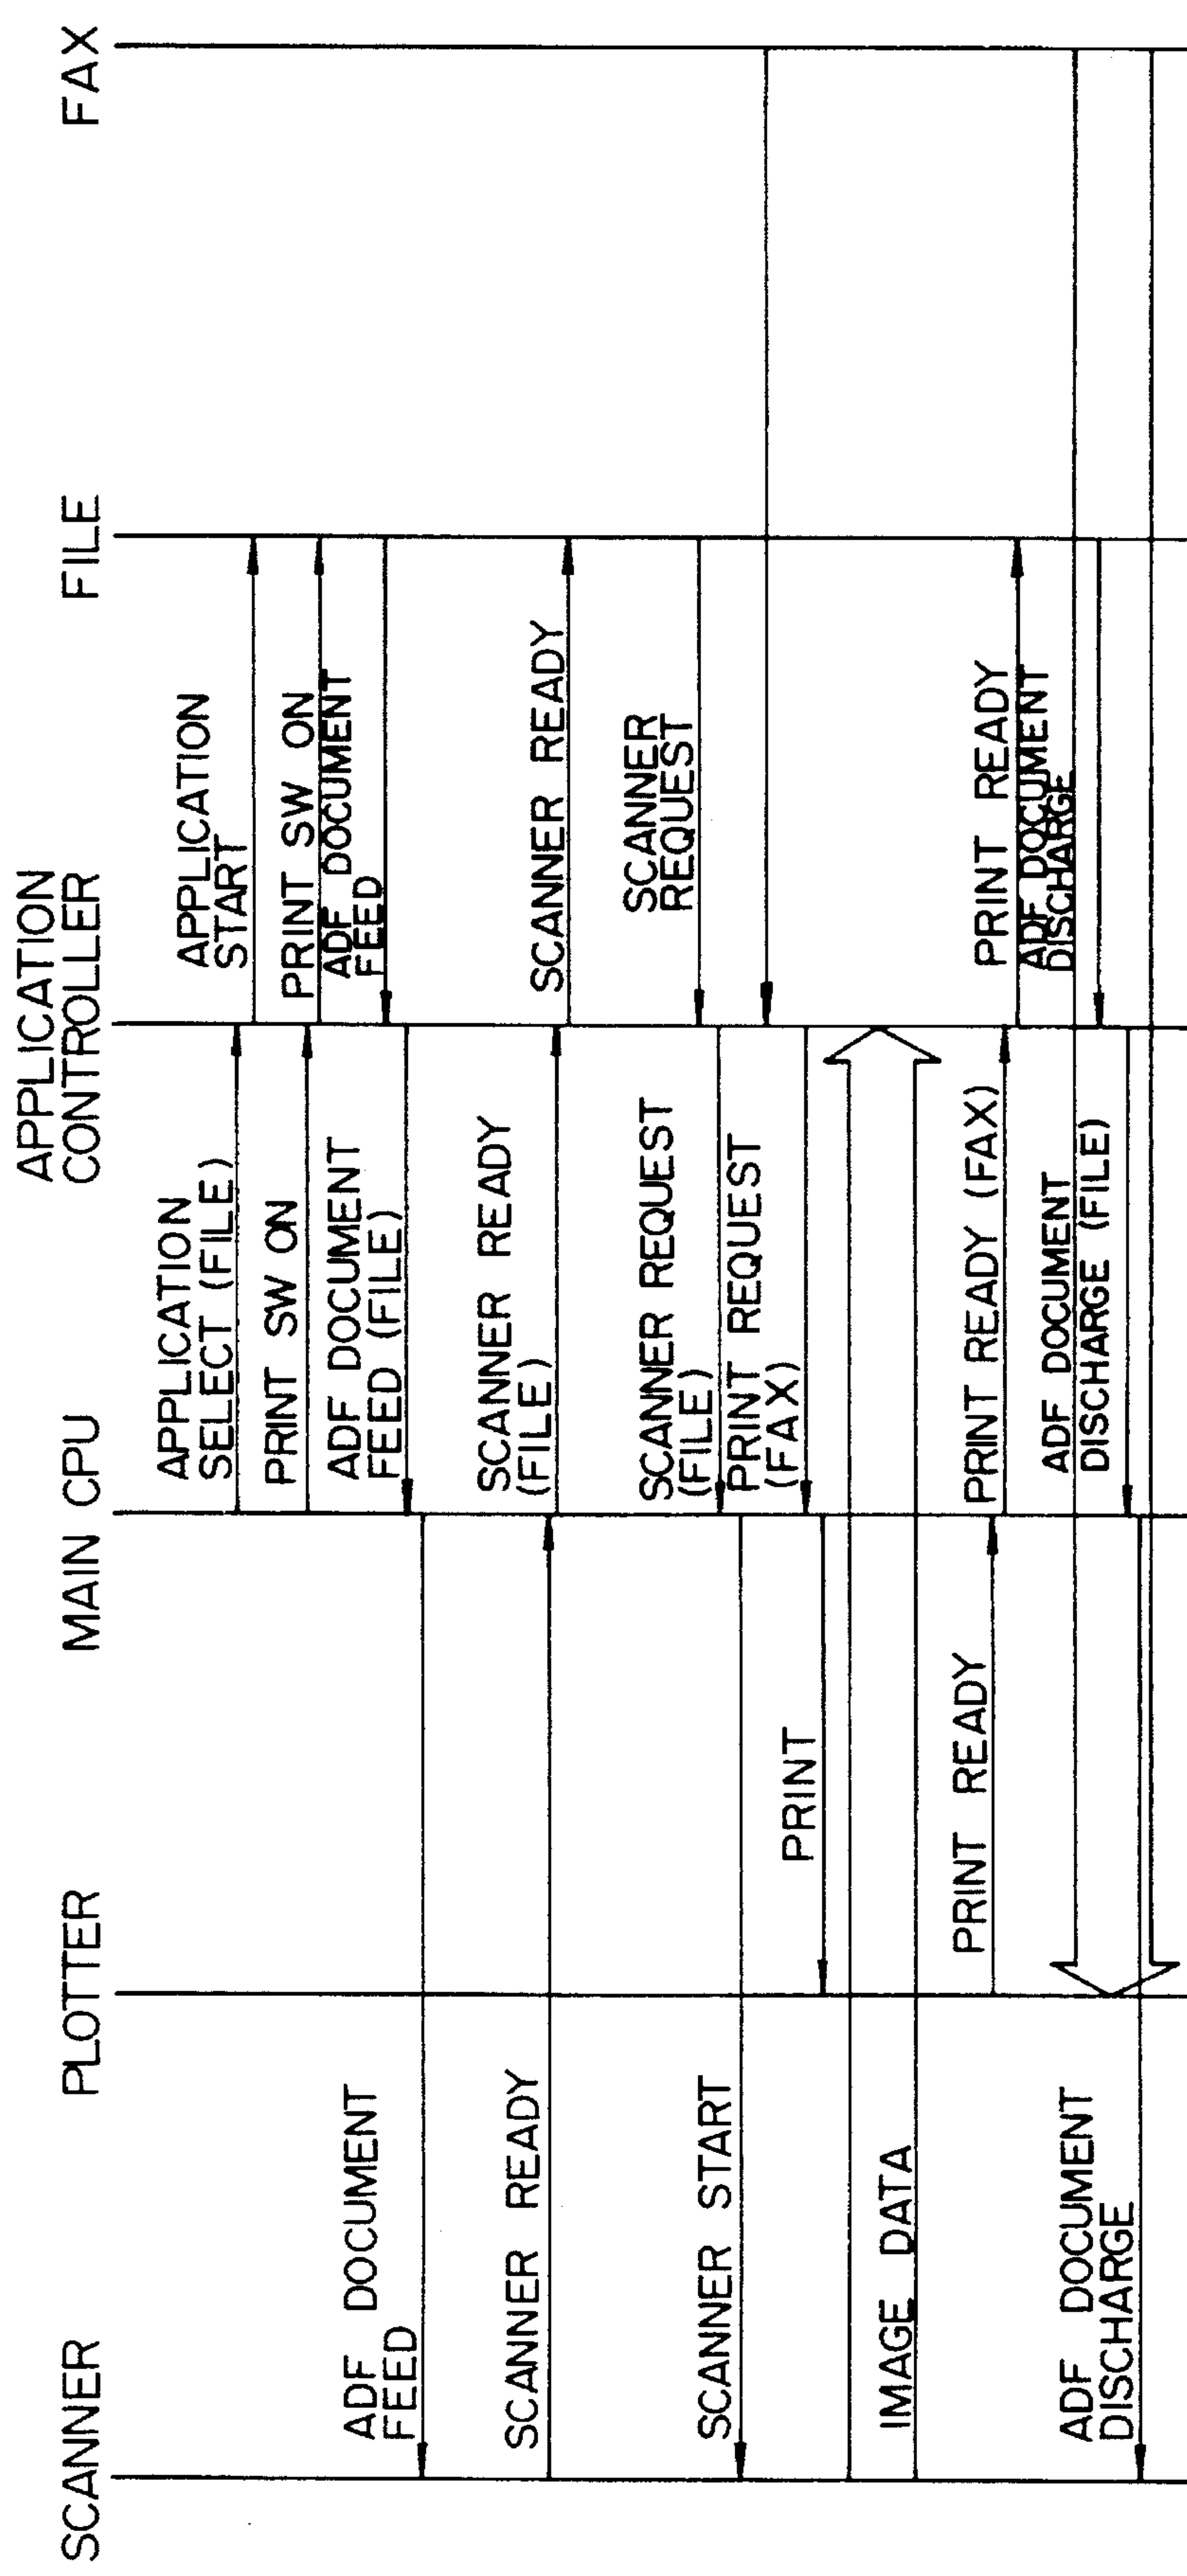 SCANNER
PLOTTER
MAIN CPU
APPLICATION
CONTROLLER
FILE
FAX
APPLICATION
SELECT (FILE)
APPLICATION
START
PRINT SW ON
PRINT SW ON
ADF DOCUMENT
FEED
ADF DOCUMENT
FEED (FILE)
ADF DOCUMENT
FEED
SCANNER READY
SCANNER READY
(FILE)
SCANNER READY
SCANNER
REQUEST
SCANNER REQUEST
(FILE)
SCANNER START
PRINT REQUEST
(FAX)
PRINT
IMAGE DATA
PRINT READY
PRINT READY (FAX)
PRINT READY
ADF DOCUMENT
DISCHARGE
ADF DOCUMENT
DISCHARGE (FILE)
ADF DOCUMENT
DISCHARGE